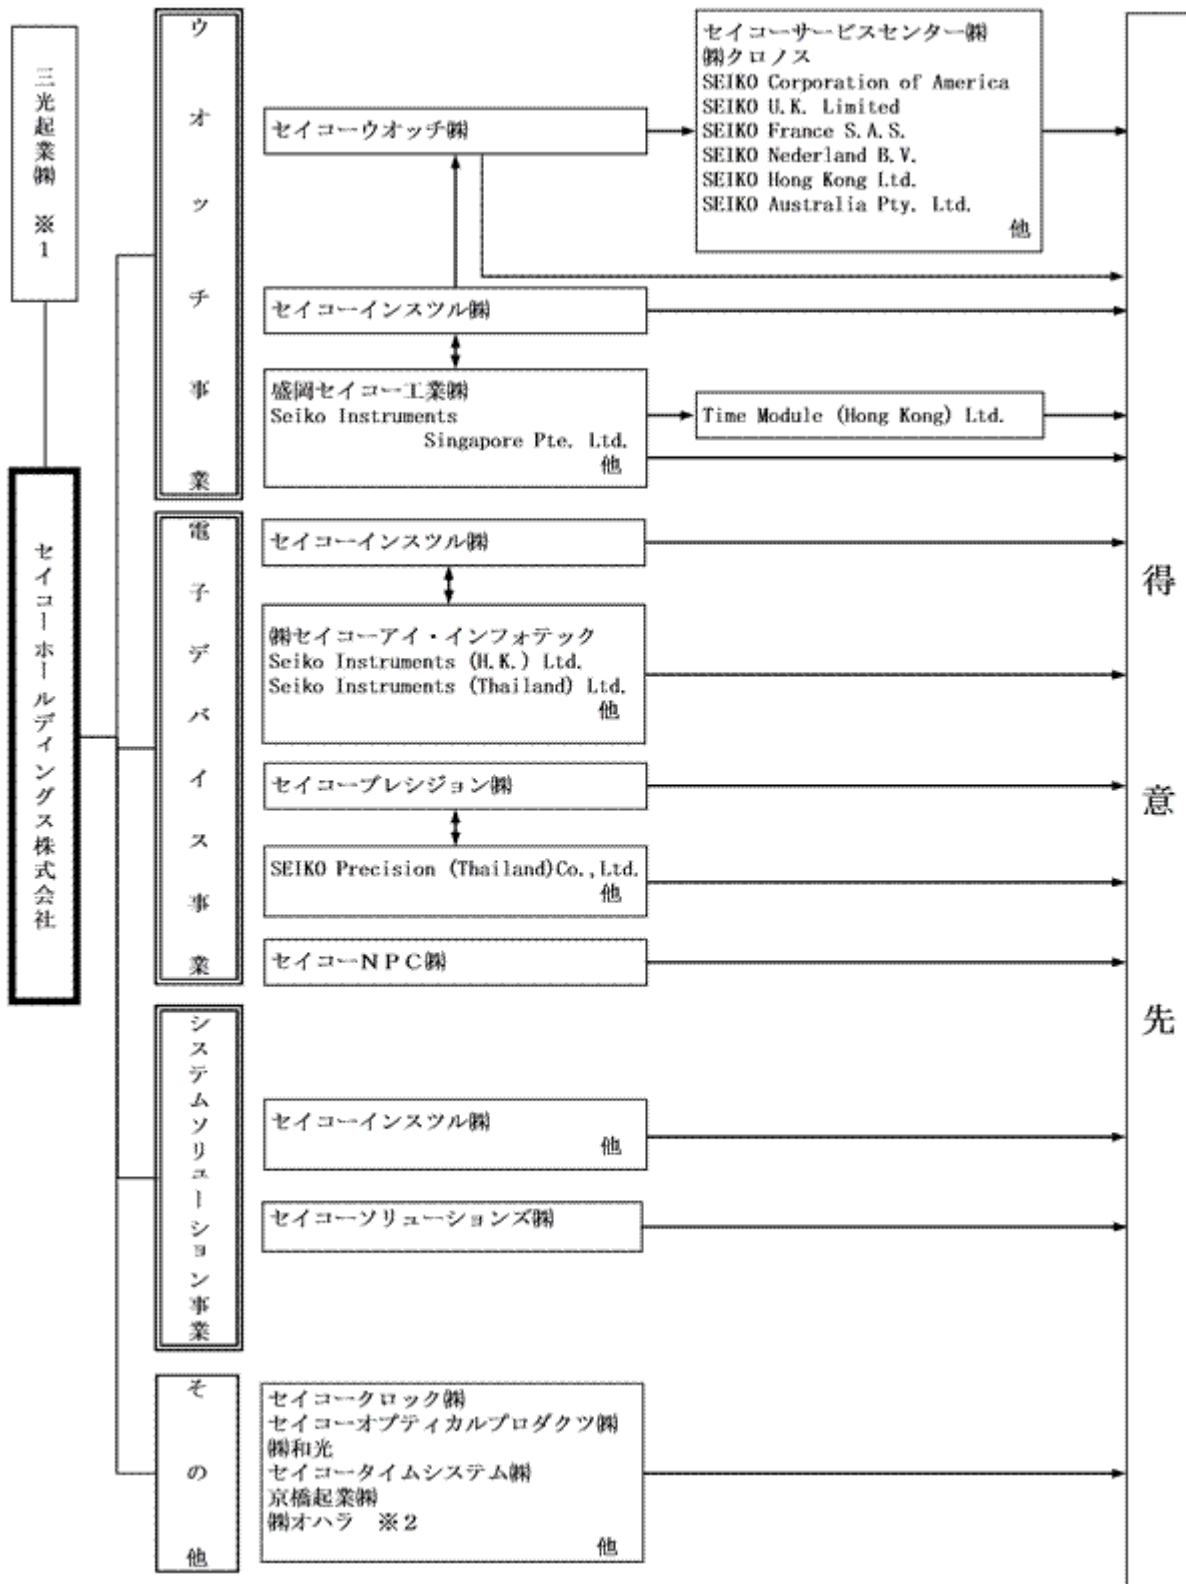 三光起業㈱　※1
セイコーホールディングス株式会社
ウオッチ事業
セイコーウオッチ㈱
セイコーサービスセンター㈱
㈱クロノス
SEIKO Corporation of America
SEIKO U.K. Limited
SEIKO France S.A.S.
SEIKO Nederland B.V.
SEIKO Hong Kong Ltd.
SEIKO Australia Pty. Ltd.
他
セイコーインスツル㈱
盛岡セイコー工業㈱
Seiko Instruments
Singapore Pte. Ltd.
他
Time Module (Hong Kong) Ltd.
電子デバイス事業
セイコーインスツル㈱
㈱セイコーアイ・インフォテック
Seiko Instruments (H.K.) Ltd.
Seiko Instruments (Thailand) Ltd.
他
セイコープレシジョン㈱
SEIKO Precision (Thailand)Co.,Ltd.
他
セイコーＮＰＣ㈱
システムソリューション事業
セイコーインスツル㈱
他
セイコーソリューションズ㈱
その他
セイコークロック㈱
セイコーオプティカルプロダクツ㈱
㈱和光
セイコータイムシステム㈱
京橋起業㈱
㈱オハラ　※2
他
得意先